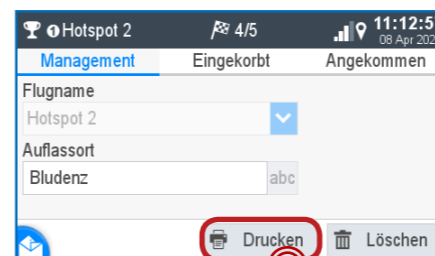 1 Hotspot 2 4/5 11:12:5
08 Apr 202
Management Eingekorbt Angekommen
Flugname
Hotspot 2
Auflassort
Bludenz abc
Drucken Löschen